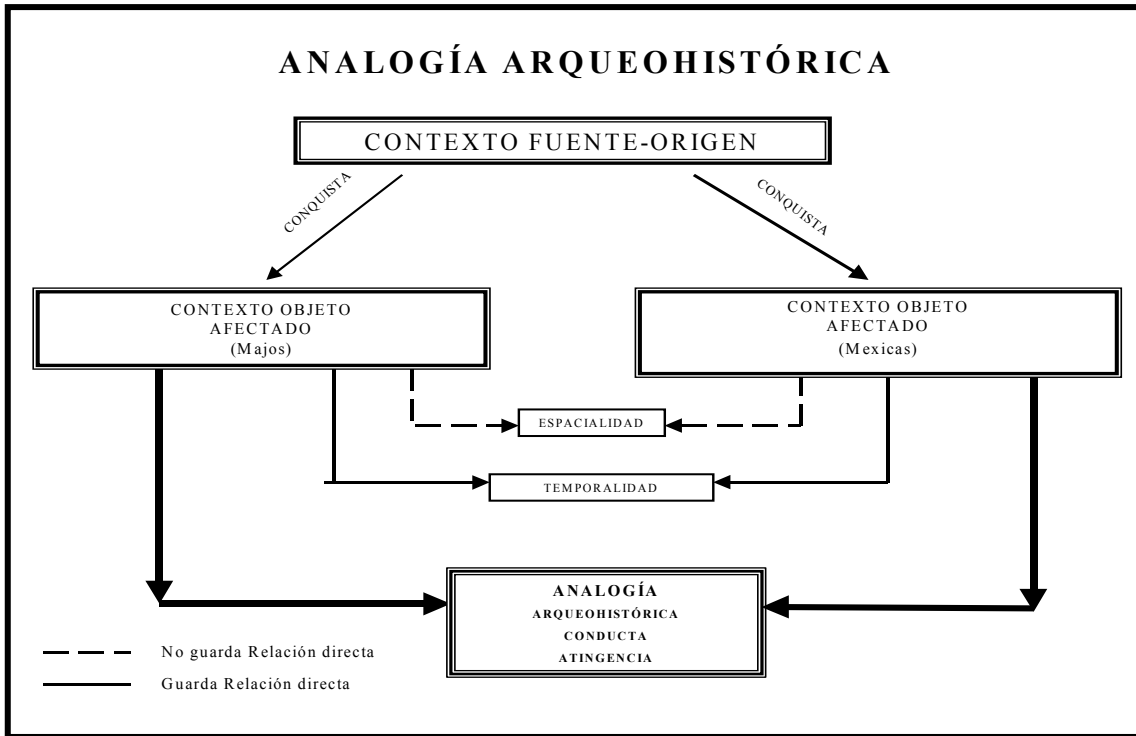 ANALOGÍA ARQUEOHISTÓRICA
CONTEXTO FUENTE-ORIGEN
CONQUISTA
CONQUISTA
CONTEXTO OBJETO
AFECTADO
(Majos)
CONTEXTO OBJETO
AFECTADO
(Mexicas)
ESPACIALIDAD
TEMPORALIDAD
ANALOGÍA
ARQUEOHISTÓRICA
CONDUCTA
ATINGENCIA
No guarda Relación directa
Guarda Relación directa